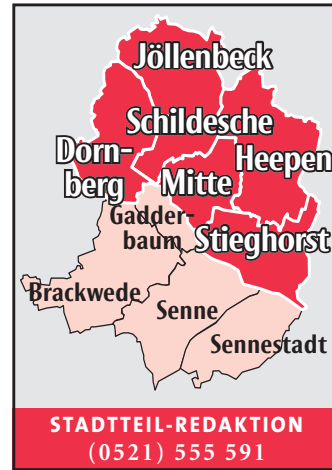 Jöllenbeck
Schildesche
Dorn-
berg
Heepen
Mitte
Gadder-
baum
Stieghorst
Brackwede
Senne
Sennestadt
STADTTEIL-REDAKTION
(0521) 555 591